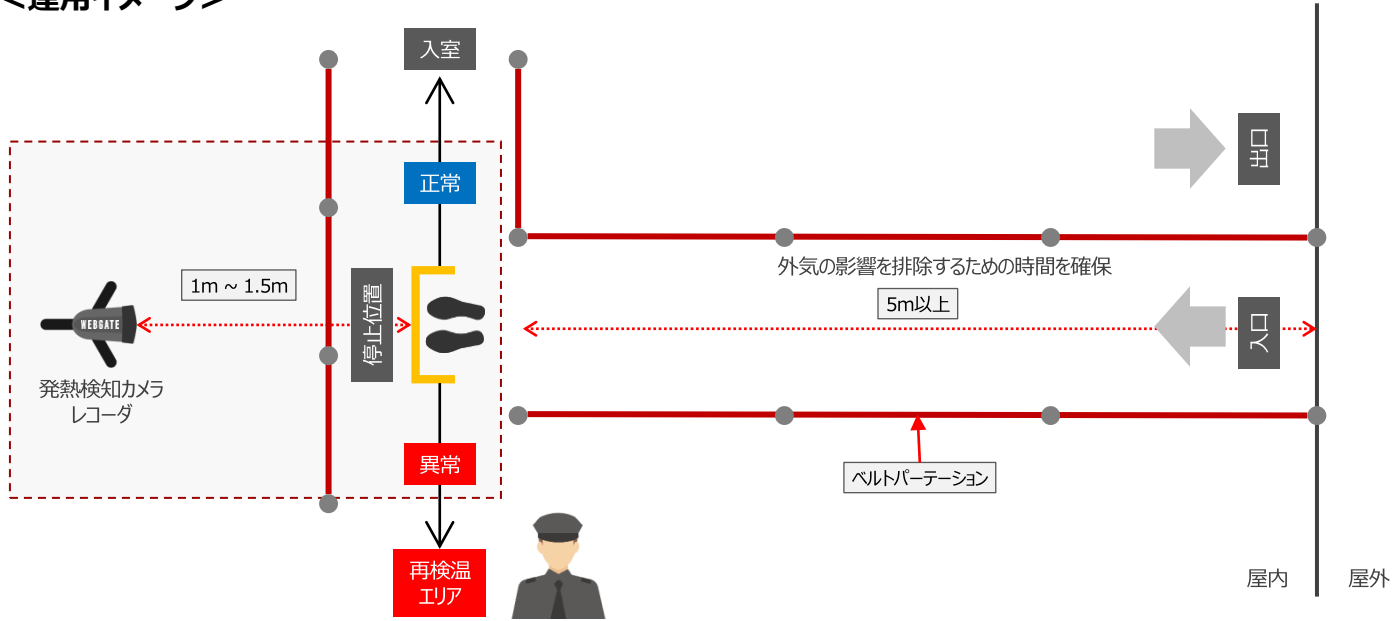 <運用イメージ>
入室
出口
正常
外気の影響を排除するための時間を確保
1m ~ 1.5m
5m以上
停止位置
入口
WEBGATE
発熱検知カメラ
レコーダ
異常
ベルトパーテーション
再検温
エリア
屋内
屋外